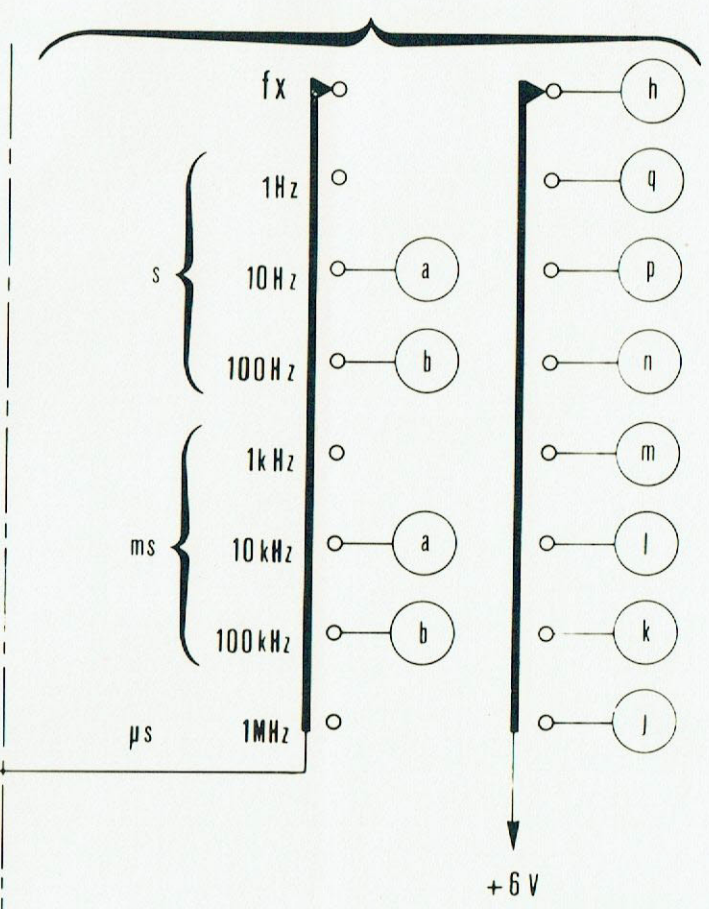 fx h
1Hz q
s 10Hz a p
100Hz b n
1kHz m
ms 10kHz a l
100kHz b k
µs 1MHz j
+6V